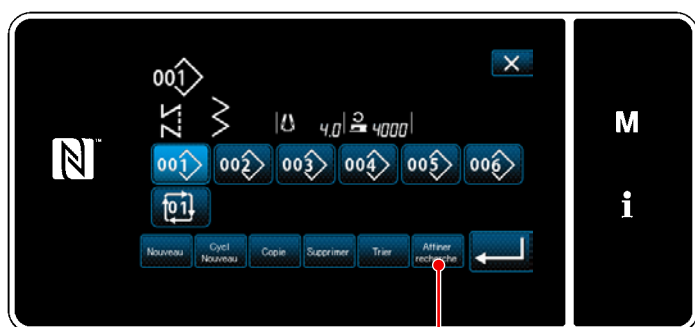 001
4.0 4000
001 002 003 004 005 006
M
01
i
Nouveau Cycl Nouveau Copie Supprimer Trier Affiner recherche